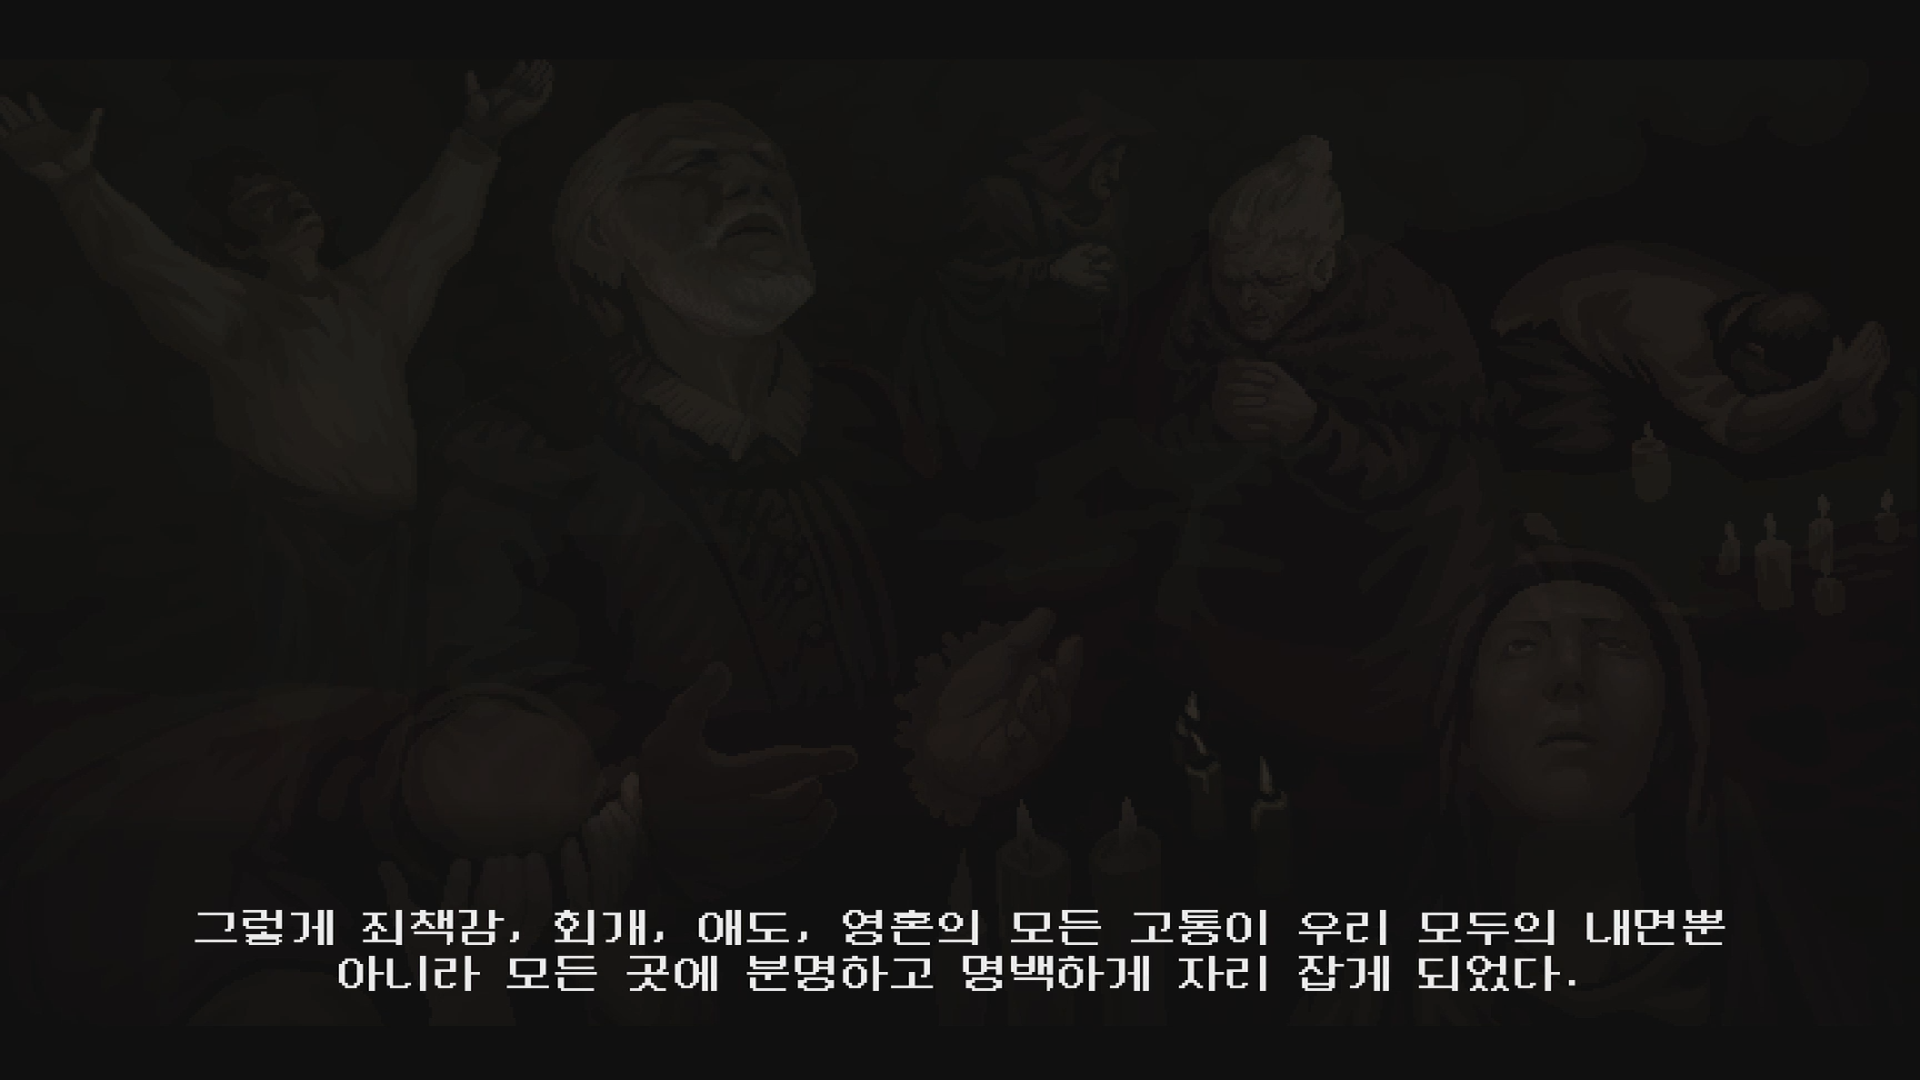 그렇게 죄책감, 회개, 애도, 영혼의 모든 고통이 우리 모두의 내면뿐
아니라 모든 곳에 분명하고 명백하게 자리 잡게 되었다.